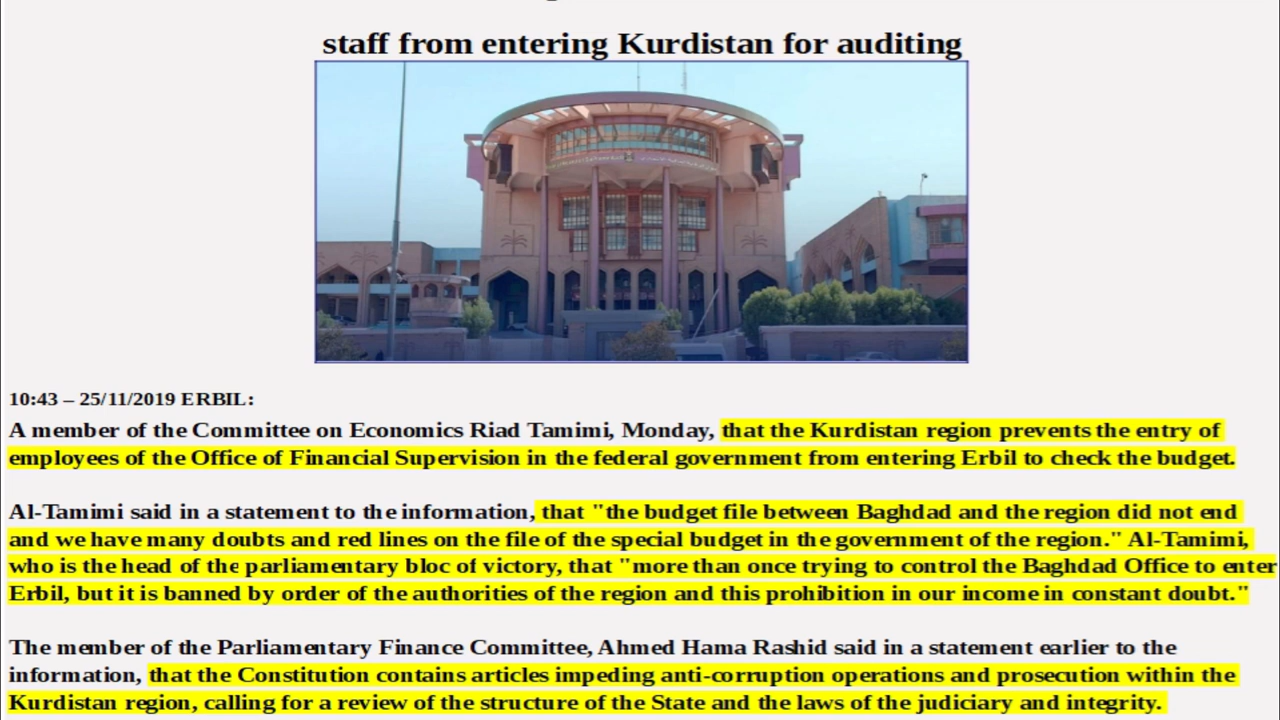 staff from entering Kurdistan for auditing
10:43 – 25/11/2019 ERBIL:
A member of the Committee on Economics Riad Tamimi, Monday, that the Kurdistan region prevents the entry of
employees of the Office of Financial Supervision in the federal government from entering Erbil to check the budget.
Al-Tamimi said in a statement to the information, that "the budget file between Baghdad and the region did not end
and we have many doubts and red lines on the file of the special budget in the government of the region." Al-Tamimi,
who is the head of the parliamentary bloc of victory, that "more than once trying to control the Baghdad Office to enter
Erbil, but it is banned by order of the authorities of the region and this prohibition in our income in constant doubt."
The member of the Parliamentary Finance Committee, Ahmed Hama Rashid said in a statement earlier to the
information, that the Constitution contains articles impeding anti-corruption operations and prosecution within the
Kurdistan region, calling for a review of the structure of the State and the laws of the judiciary and integrity.